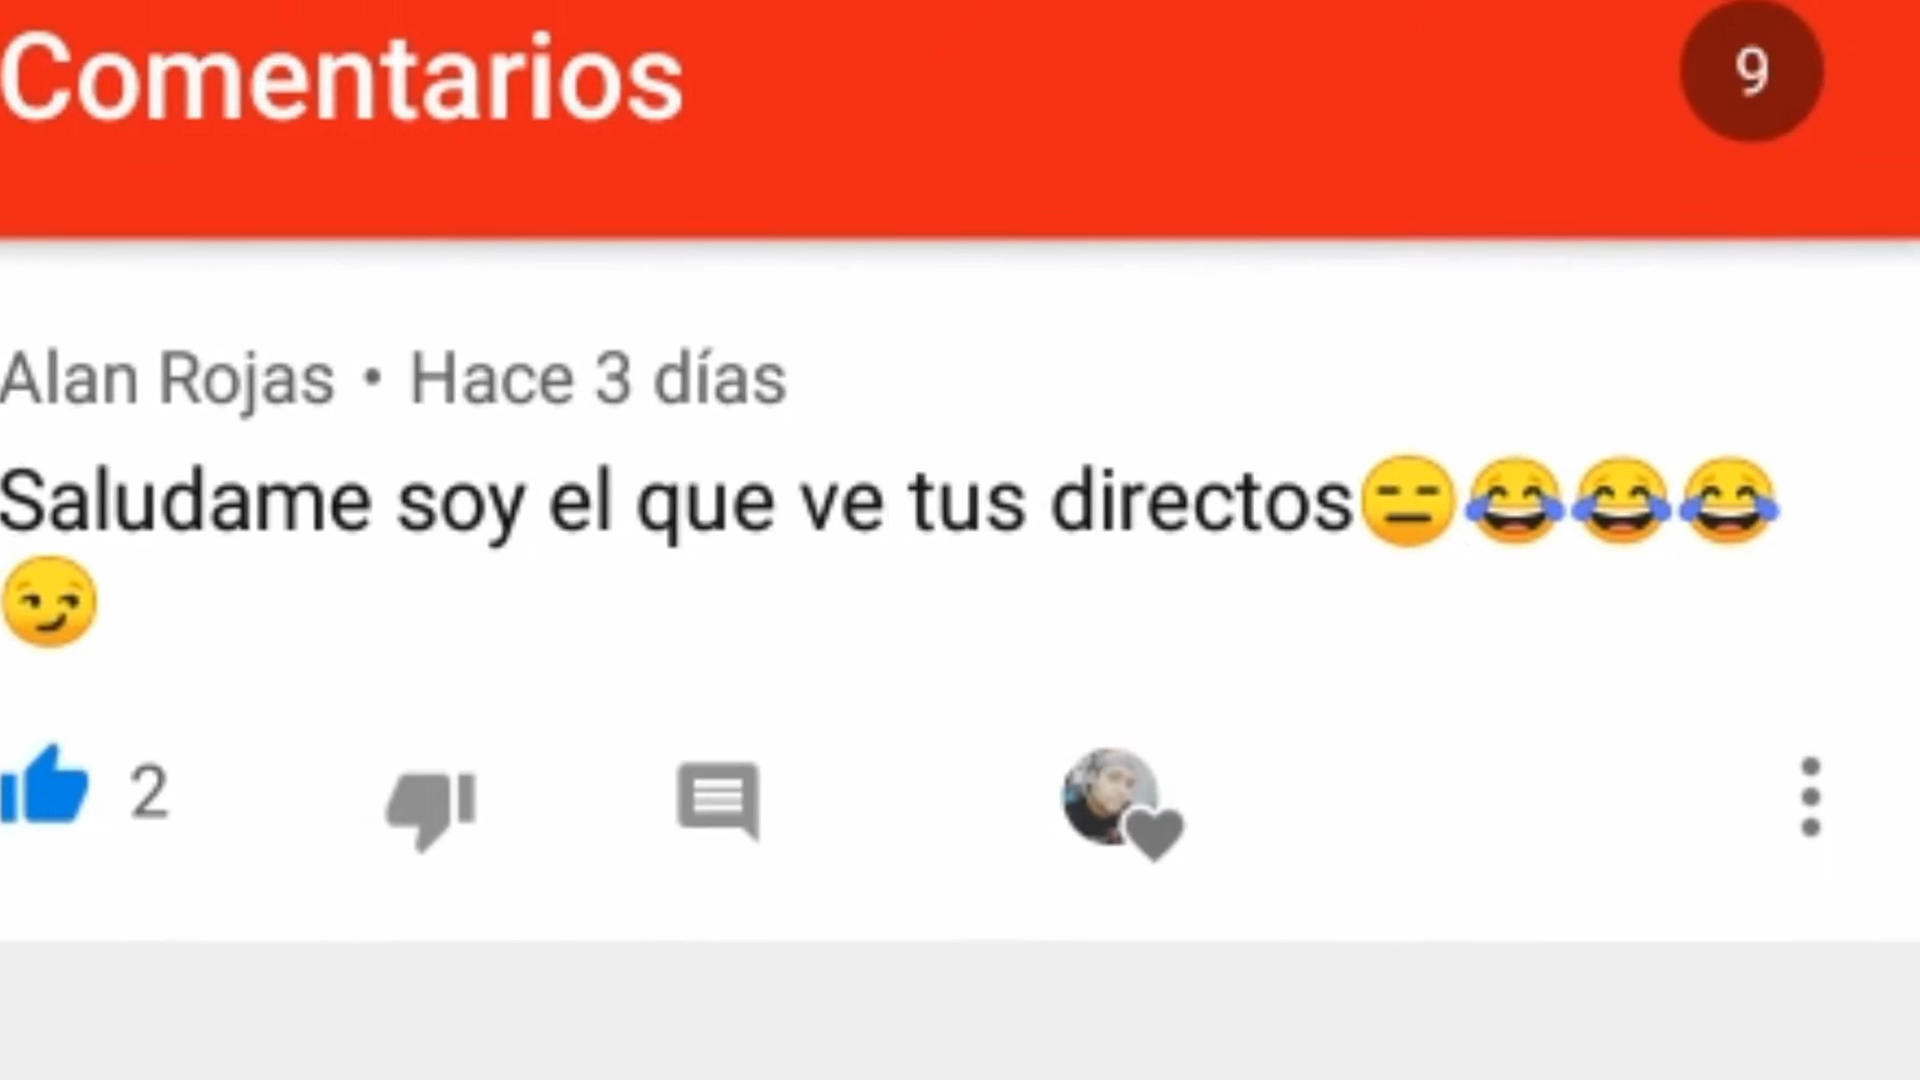 Comentarios
9
Alan Rojas • Hace 3 días
Saludame soy el que ve tus directos😑😂😂😂
😏
2